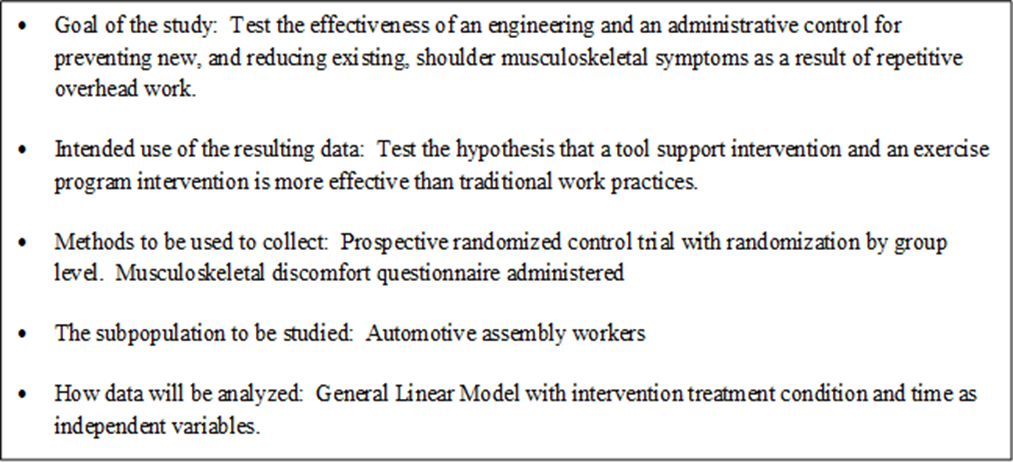 • Goal of the study: Test the effectiveness of an engineering and an administrative control for
preventing new, and reducing existing, shoulder musculoskeletal symptoms as a result of repetitive
overhead work.
• Intended use of the resulting data: Test the hypothesis that a tool support intervention and an exercise
program intervention is more effective than traditional work practices.
• Methods to be used to collect: Prospective randomized control trial with randomization by group
level. Musculoskeletal discomfort questionnaire administered
• The subpopulation to be studied: Automotive assembly workers
• How data will be analyzed: General Linear Model with intervention treatment condition and time as
independent variables.